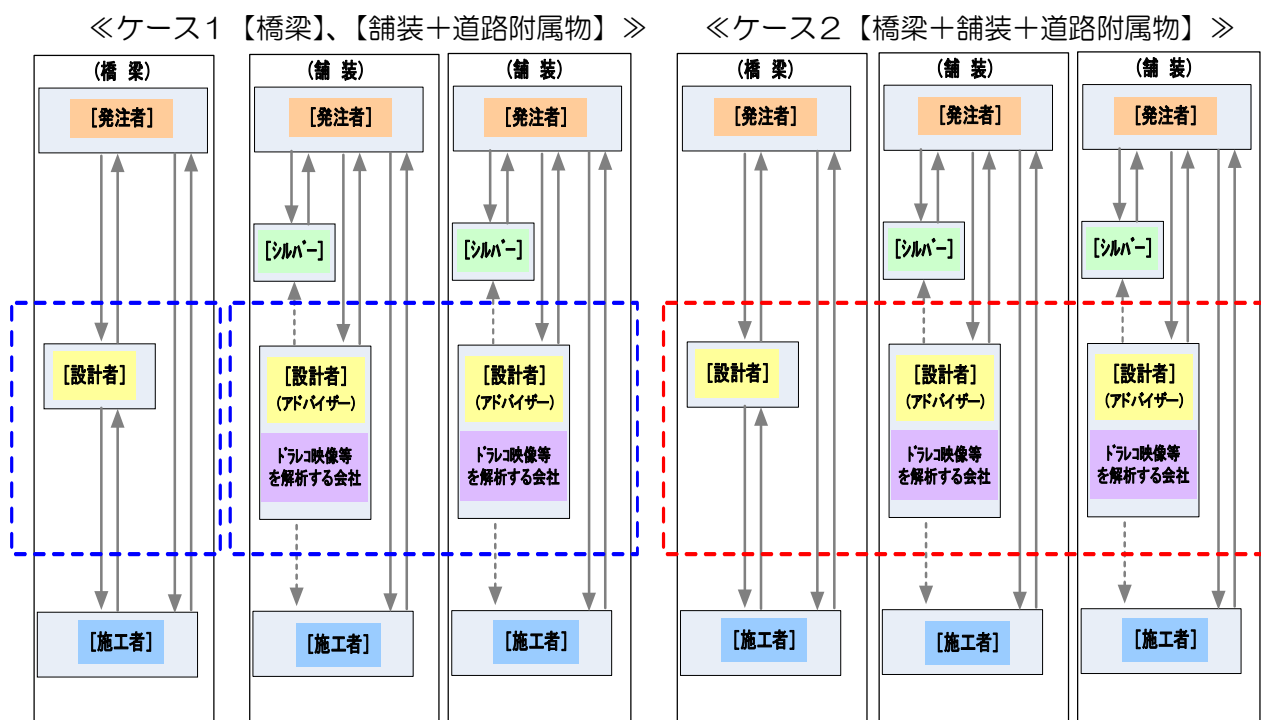 ≪ケース1【橋梁】、【舗装＋道路附属物】≫
(橋 梁)
[発注者]
[設計者]
[施工者]
(舗 装)
[発注者]
[シルバー]
[設計者]
(アドバイザー)
ドラレコ映像等
を解析する会社
[施工者]
(舗 装)
[発注者]
[シルバー]
[設計者]
(アドバイザー)
ドラレコ映像等
を解析する会社
[施工者]
≪ケース2【橋梁＋舗装＋道路附属物】≫
(橋 梁)
[発注者]
[設計者]
[施工者]
(舗 装)
[発注者]
[シルバー]
[設計者]
(アドバイザー)
ドラレコ映像等
を解析する会社
[施工者]
(舗 装)
[発注者]
[シルバー]
[設計者]
(アドバイザー)
ドラレコ映像等
を解析する会社
[施工者]